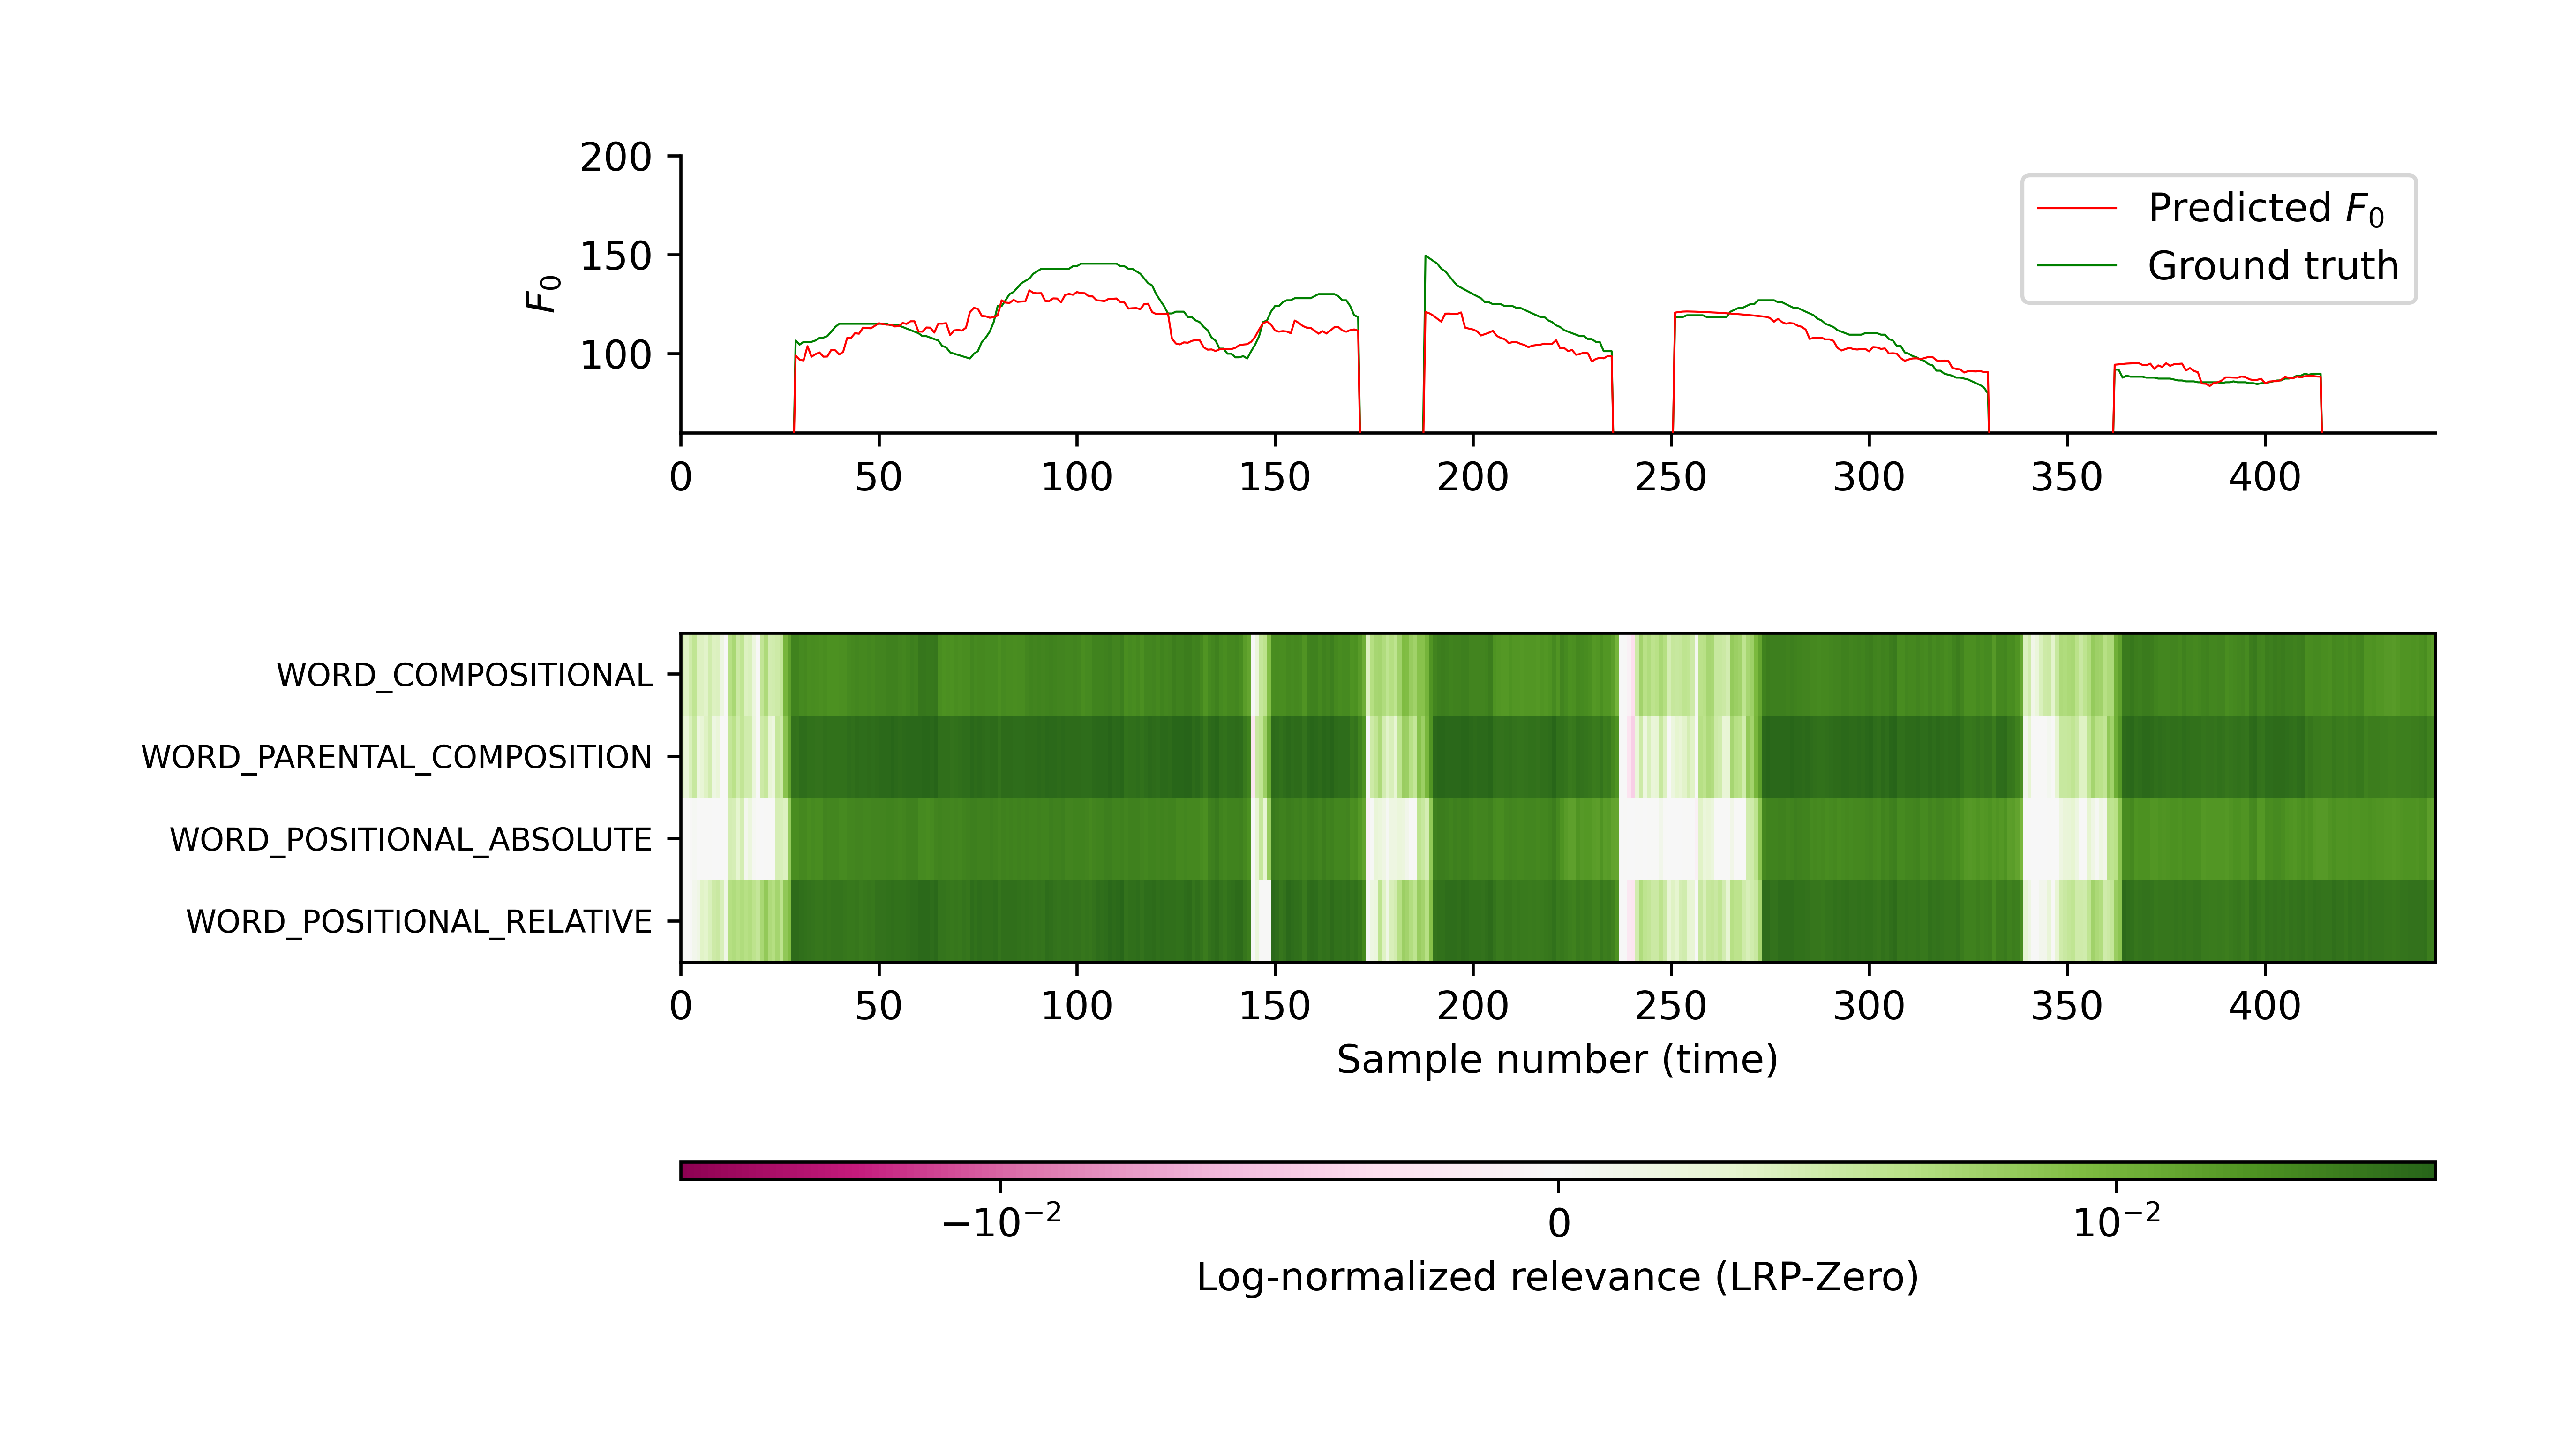 200
150
100
F₀
Predicted F₀
Ground truth
0 50 100 150 200 250 300 350 400
WORD_COMPOSITIONAL
WORD_PARENTAL_COMPOSITION
WORD_POSITIONAL_ABSOLUTE
WORD_POSITIONAL_RELATIVE
0 50 100 150 200 250 300 350 400
Sample number (time)
−10⁻² 0 10⁻²
Log-normalized relevance (LRP-Zero)